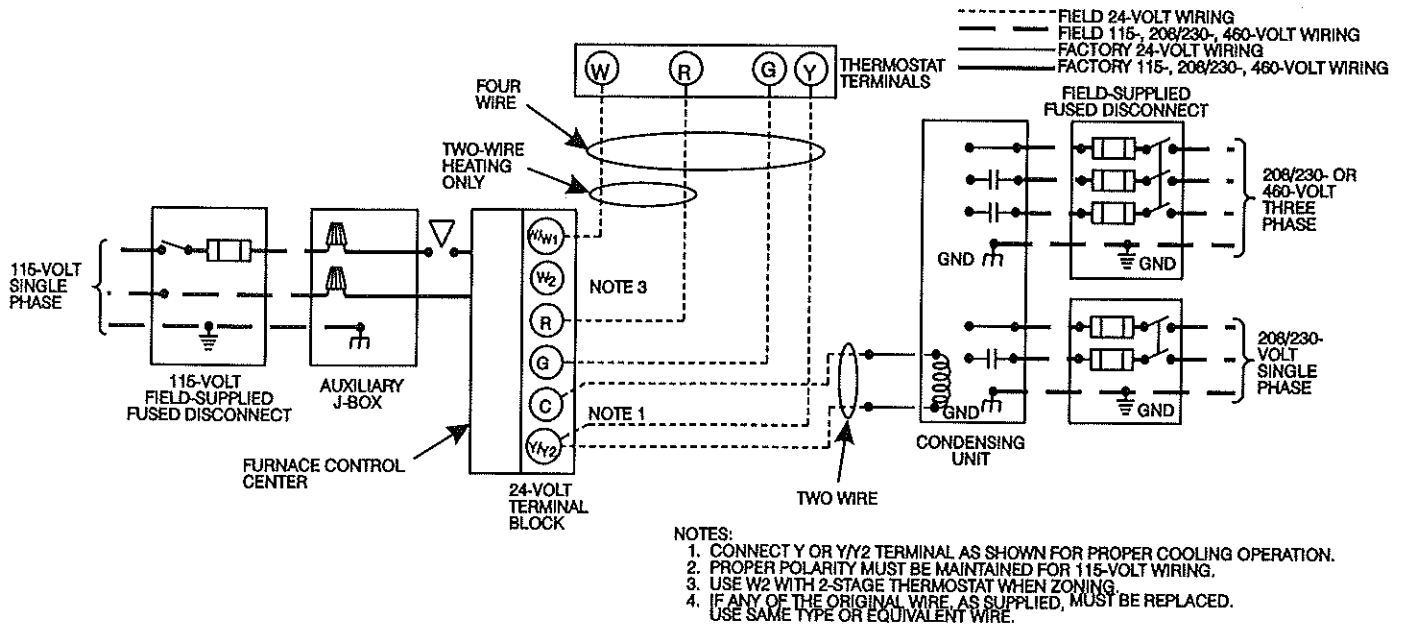 FIELD 24-VOLT WIRING
FIELD 115-, 208/230-, 460-VOLT WIRING
FACTORY 24-VOLT WIRING
FACTORY 115-, 208/230-, 460-VOLT WIRING
W
R
G
Y
THERMOSTAT
TERMINALS
FIELD-SUPPLIED
FUSED DISCONNECT
FOUR
WIRE
TWO-WIRE
HEATING
ONLY
208/230- OR
460-VOLT
THREE
PHASE
GND
GND
115-VOLT
SINGLE
PHASE
W/W1
W2
R
G
C
Y/Y2
NOTE 3
NOTE 1
208/230-
VOLT
SINGLE
PHASE
GND
GND
115-VOLT
FIELD-SUPPLIED
FUSED DISCONNECT
AUXILIARY
J-BOX
FURNACE CONTROL
CENTER
24-VOLT
TERMINAL
BLOCK
TWO WIRE
CONDENSING
UNIT
NOTES:
1. CONNECT Y OR Y/Y2 TERMINAL AS SHOWN FOR PROPER COOLING OPERATION.
2. PROPER POLARITY MUST BE MAINTAINED FOR 115-VOLT WIRING.
3. USE W2 WITH 2-STAGE THERMOSTAT WHEN ZONING.
4. IF ANY OF THE ORIGINAL WIRE, AS SUPPLIED, MUST BE REPLACED.
USE SAME TYPE OR EQUIVALENT WIRE.